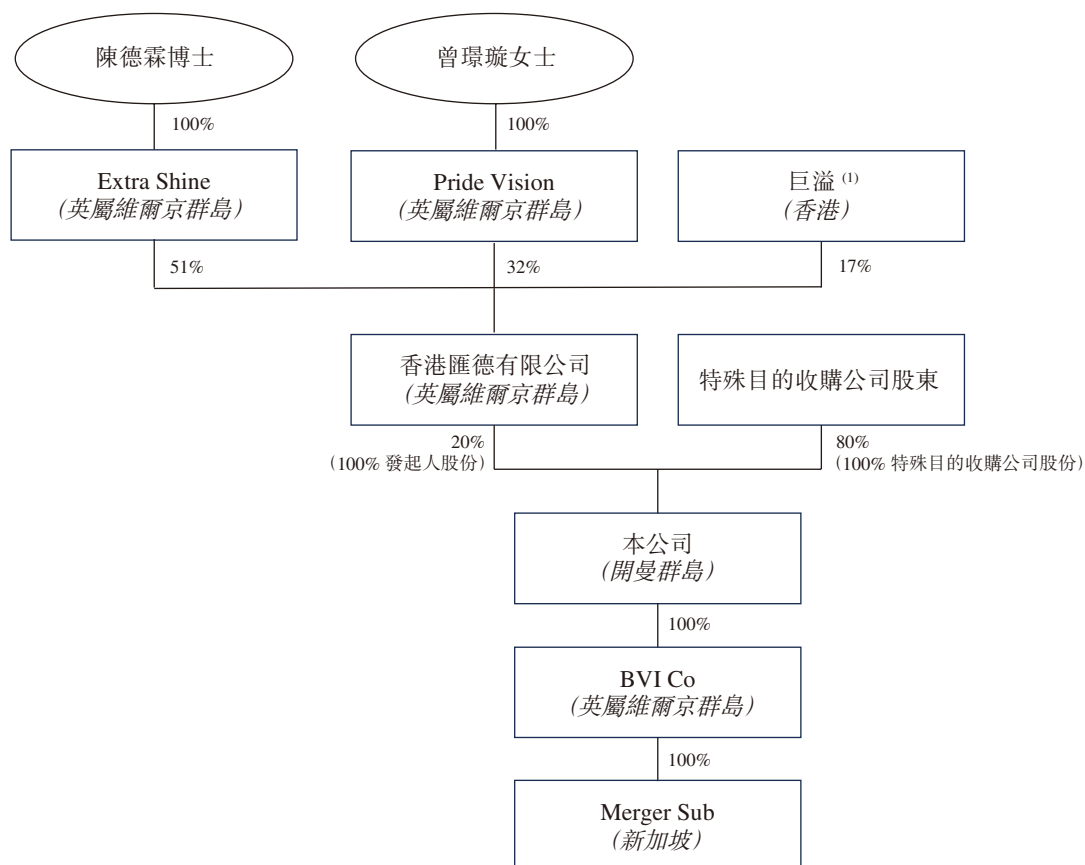 陳德霖博士
曾璟璇女士
100%
100%
Extra Shine
(英屬維爾京群島)
Pride Vision
(英屬維爾京群島)
巨溢 (1)
(香港)
51%
32%
17%
香港匯德有限公司
(英屬維爾京群島)
特殊目的收購公司股東
20%
(100% 發起人股份)
80%
(100% 特殊目的收購公司股份)
本公司
(開曼群島)
100%
BVI Co
(英屬維爾京群島)
100%
Merger Sub
(新加坡)